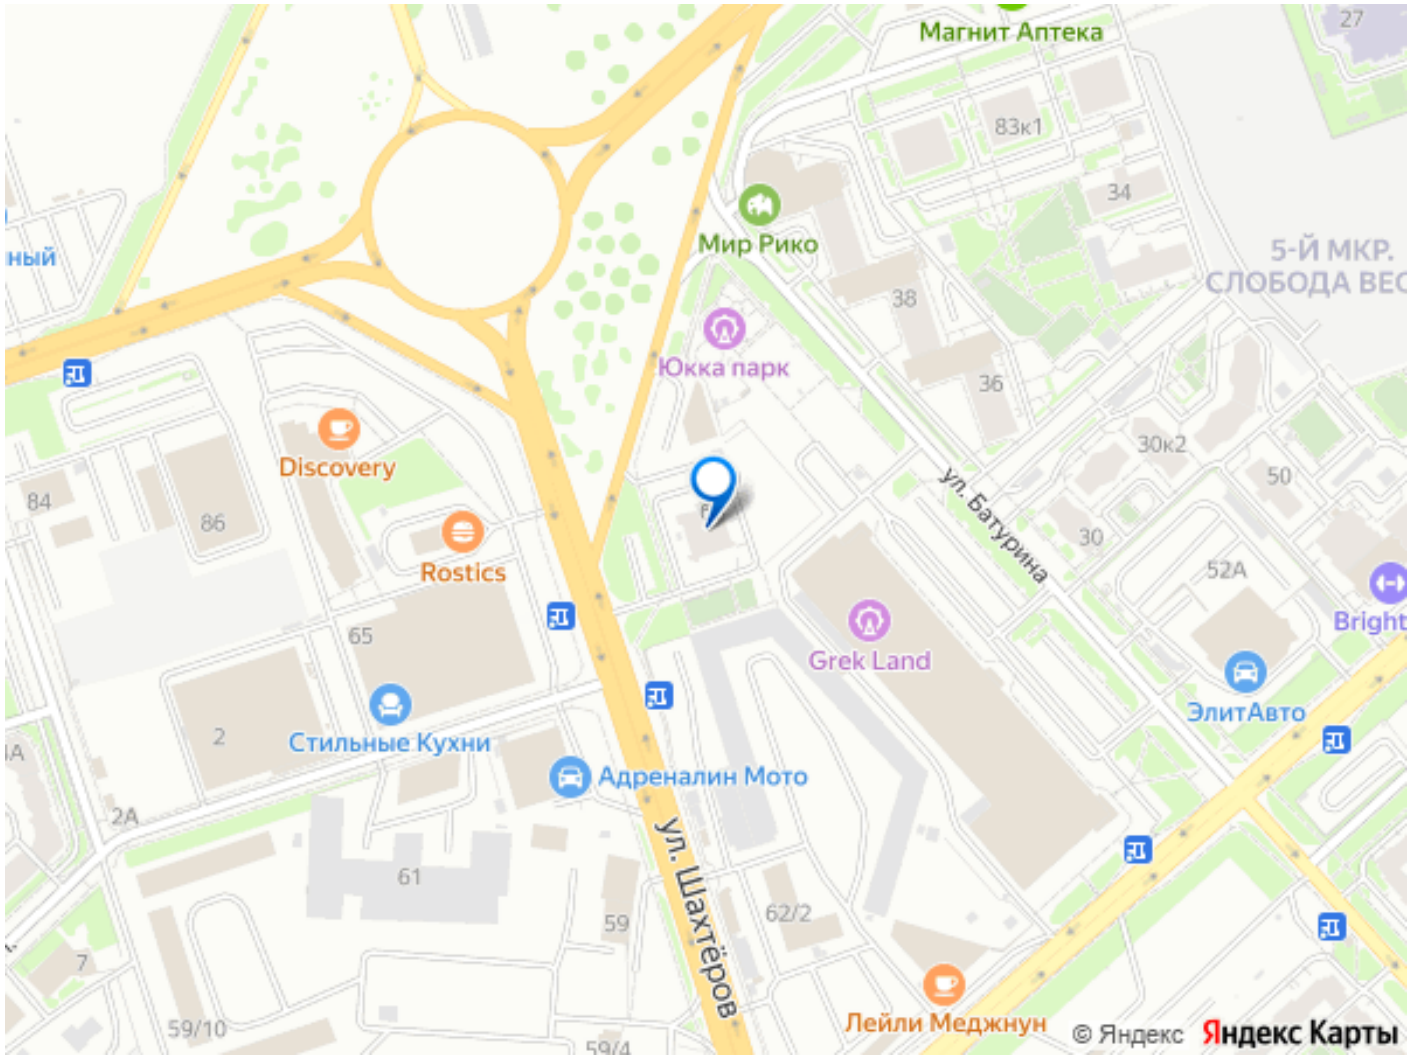 Магнит Аптека
27
83к1
34
Мир Рико
5-Й МКР.
СЛОБОДА ВЕС
ный
38
Юкка парк
36
Discovery
30к2
50
84
86
ул. Батурина
30
Rostics
52А
Bright
65
Grek Land
ЭлитАвто
2
Стильные Кухни
Адреналин Мото
2А
ул. Шахтёров
61
62/2
59
7
Лейли Меджнун
59/10
59/4
© Яндекс Яндекс Карты